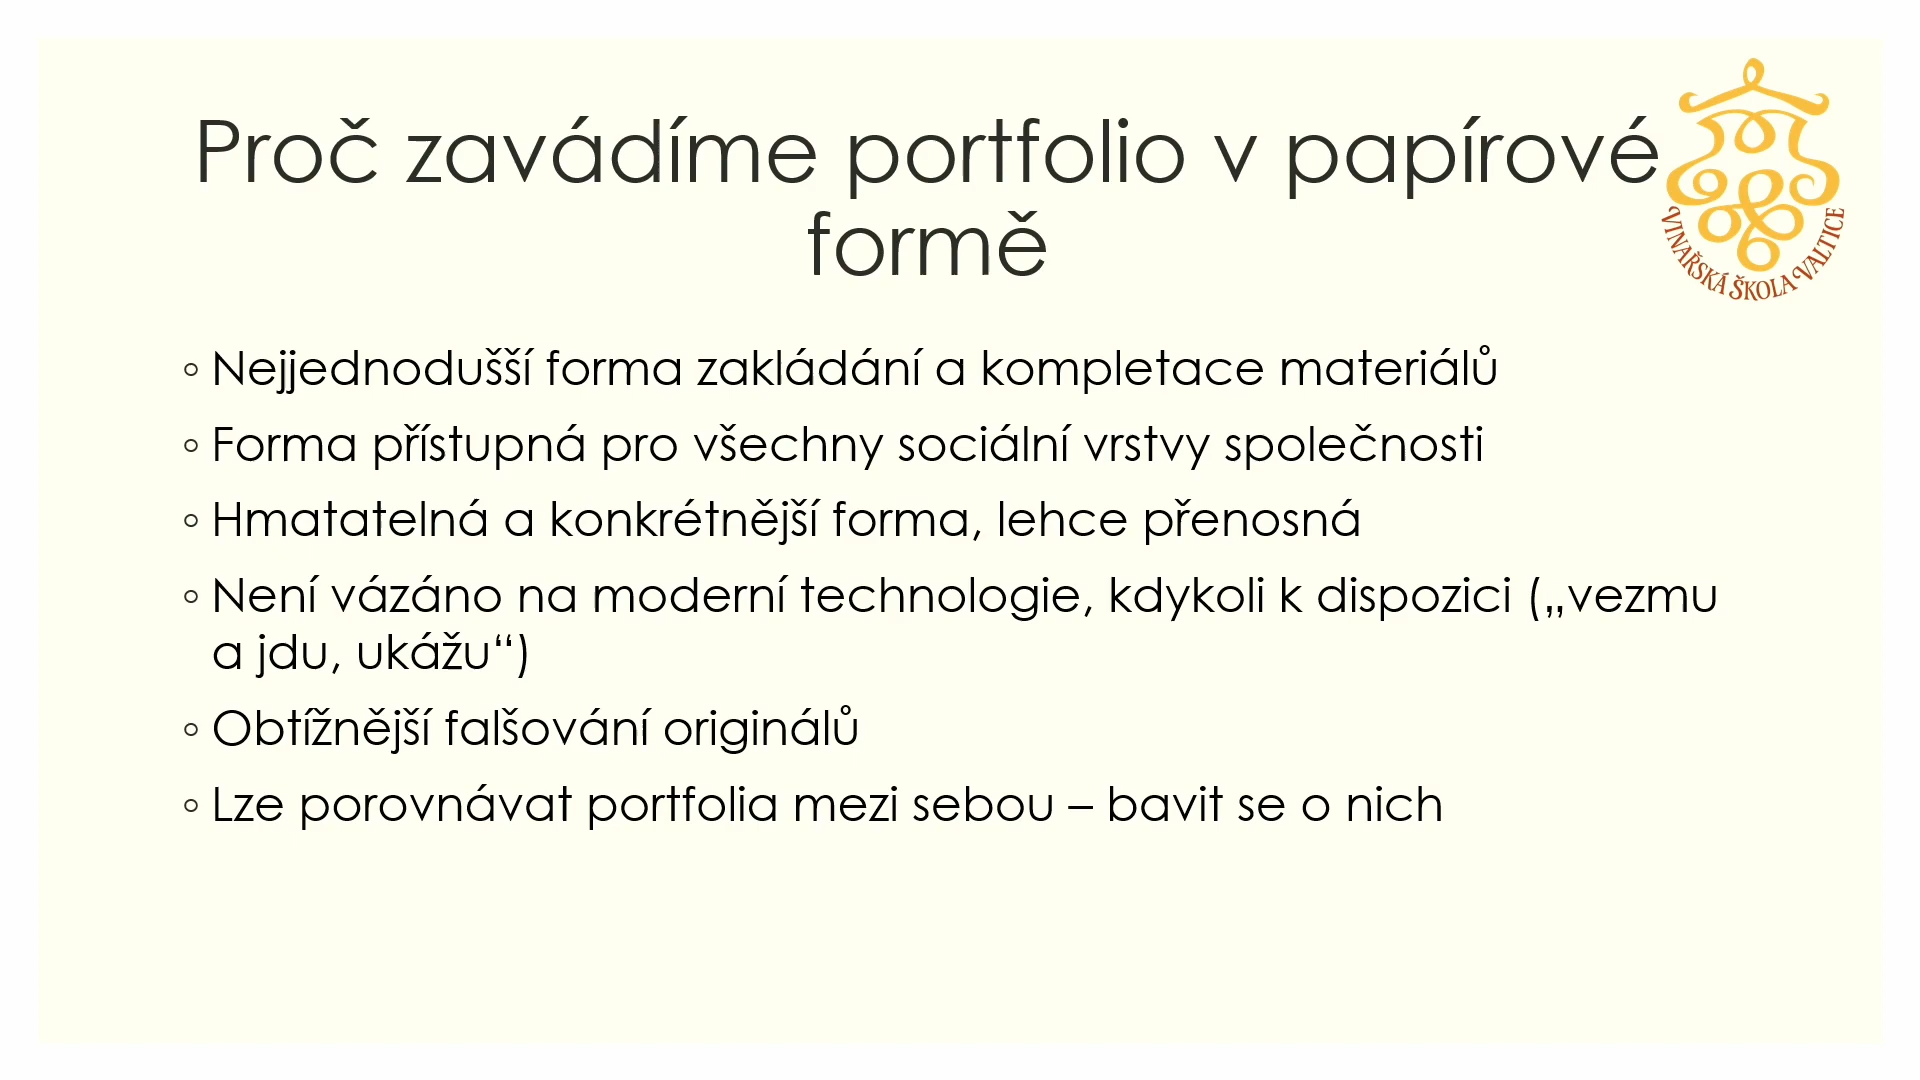 Proč zavádíme portfolio v papírové
formě
VINAŘSKÁ ŠKOLA VALTICE
◦ Nejjednodušší forma zakládání a kompletace materiálů
◦ Forma přístupná pro všechny sociální vrstvy společnosti
◦ Hmatatelná a konkrétnější forma, lehce přenosná
◦ Není vázáno na moderní technologie, kdykoli k dispozici („vezmu
a jdu, ukážu“)
◦ Obtížnější falšování originálů
◦ Lze porovnávat portfolia mezi sebou – bavit se o nich